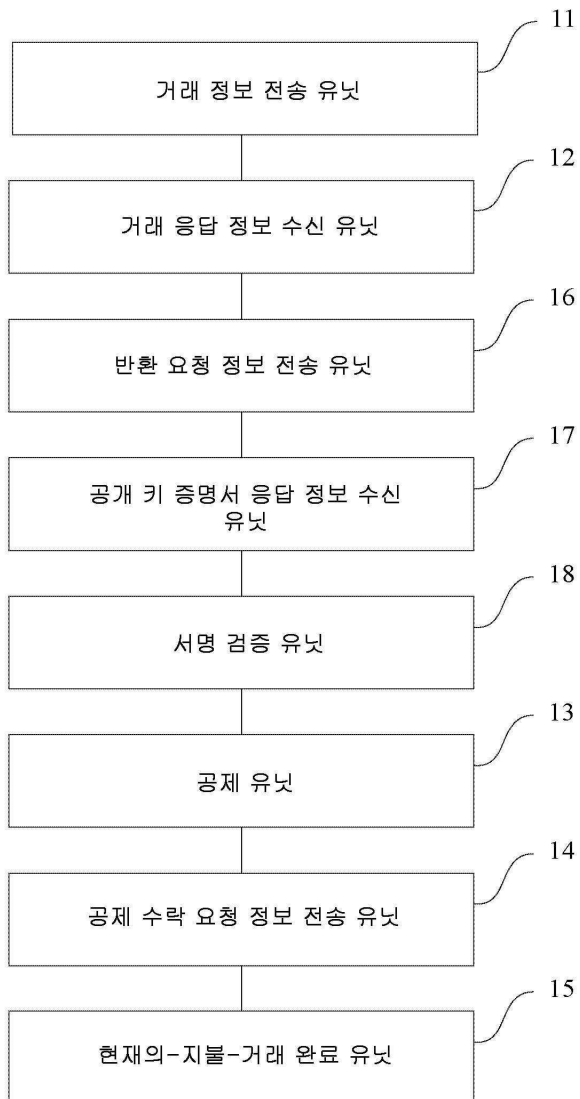 11
거래 정보 전송 유닛
12
거래 응답 정보 수신 유닛
16
반환 요청 정보 전송 유닛
17
공개 키 증명서 응답 정보 수신
유닛
18
서명 검증 유닛
13
공제 유닛
14
공제 수락 요청 정보 전송 유닛
15
현재의-지불-거래 완료 유닛